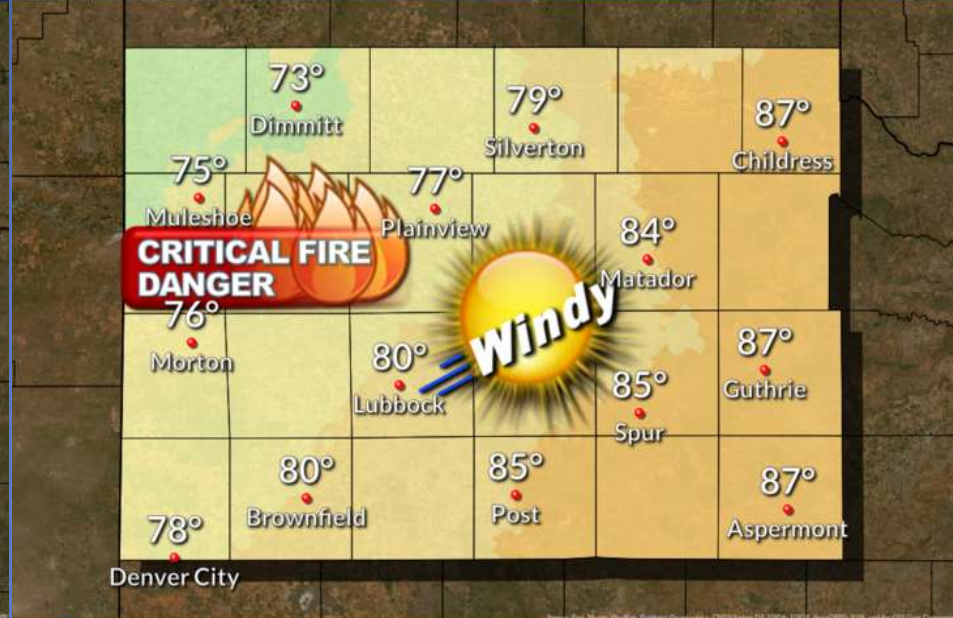 73°
Dimmitt
79°
Silverton
87°
Childress
75°
Muleshoe
77°
Plainview
CRITICAL FIRE
DANGER
84°
Matador
Windy
76°
Morton
80°
Lubbock
87°
Guthrie
85°
Spur
80°
Brownfield
85°
Post
87°
Aspermont
78°
Denver City